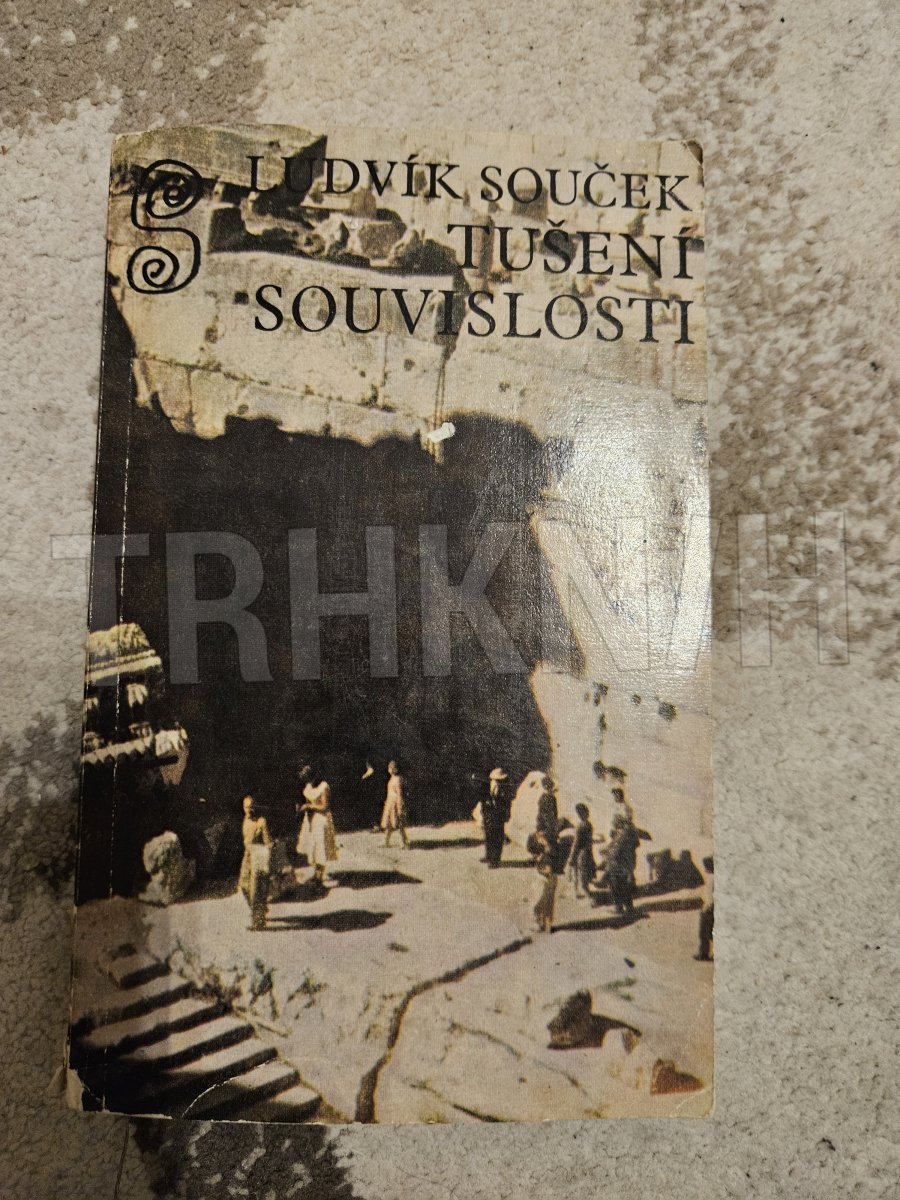 LUDVÍK SOUČEK
TUŠENÍ
SOUVISLOSTI
TRHKNIH